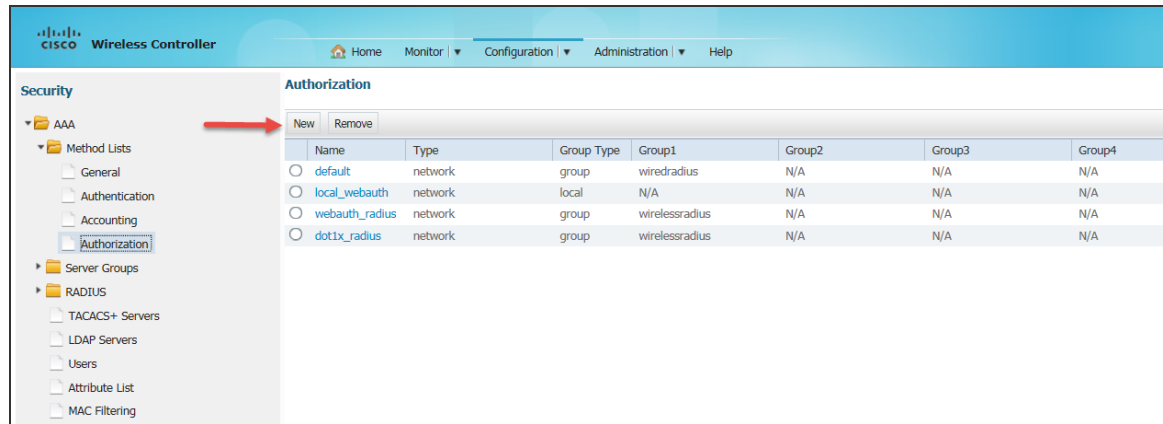 CISCO Wireless Controller
Home Monitor Configuration Administration Help
Security
AAA
Method Lists
General
Authentication
Accounting
Authorization
Server Groups
RADIUS
TACACS+ Servers
LDAP Servers
Users
Attribute List
MAC Filtering
Authorization
New Remove
Name Type Group Type Group1 Group2 Group3 Group4
default network group wiredradius N/A N/A N/A
local_webauth network local N/A N/A N/A N/A
webauth_radius network group wirelessradius N/A N/A N/A
dot1x_radius network group wirelessradius N/A N/A N/A